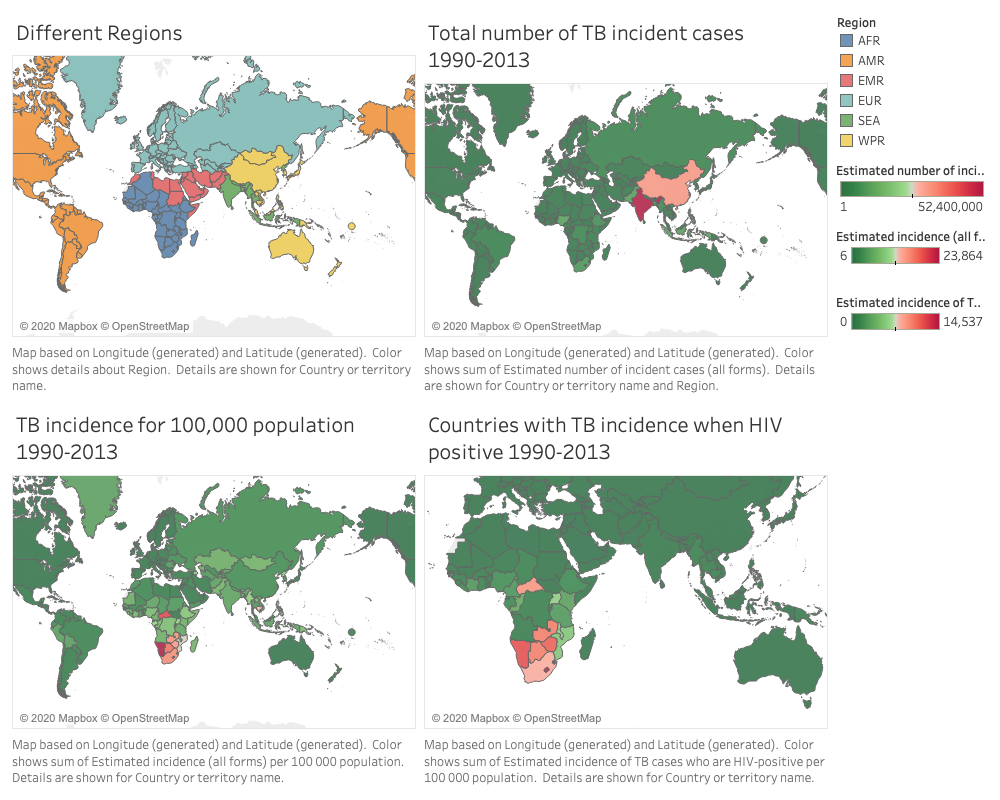 Different Regions
© 2020 Mapbox © OpenStreetMap
Map based on Longitude (generated) and Latitude (generated).  Color
shows details about Region.  Details are shown for Country or territory
name.
Total number of TB incident cases
1990-2013
© 2020 Mapbox © OpenStreetMap
Map based on Longitude (generated) and Latitude (generated).  Color
shows sum of Estimated number of incident cases (all forms).  Details
are shown for Country or territory name and Region.
Region
AFR
AMR
EMR
EUR
SEA
WPR
Estimated number of inci..
1 52,400,000
Estimated incidence (all f..
6 23,864
Estimated incidence of T..
0 14,537
TB incidence for 100,000 population
1990-2013
© 2020 Mapbox © OpenStreetMap
Map based on Longitude (generated) and Latitude (generated).  Color
shows sum of Estimated incidence (all forms) per 100 000 population.
Details are shown for Country or territory name.
Countries with TB incidence when HIV
positive 1990-2013
© 2020 Mapbox © OpenStreetMap
Map based on Longitude (generated) and Latitude (generated).  Color
shows sum of Estimated incidence of TB cases who are HIV-positive per
100 000 population.  Details are shown for Country or territory name.